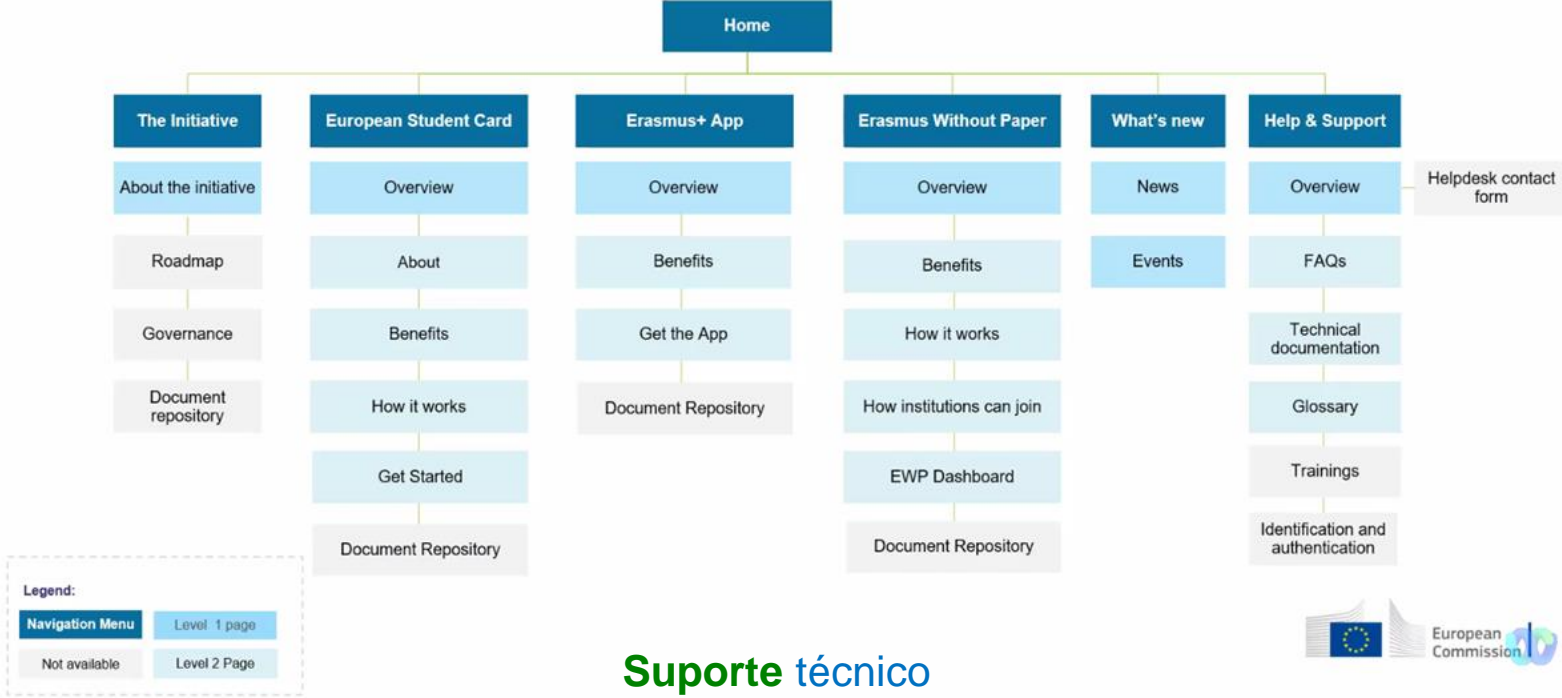 Home
The Initiative
European Student Card
Erasmus+ App
Erasmus Without Paper
What's new
Help & Support
About the initiative
Overview
Overview
Overview
News
Overview
Helpdesk contact
form
Roadmap
About
Benefits
Benefits
Events
FAQs
Governance
Benefits
Get the App
How it works
Technical
documentation
Document
repository
How it works
Document Repository
How institutions can join
Glossary
Get Started
EWP Dashboard
Trainings
Document Repository
Document Repository
Identification and
authentication
Legend:
Navigation Menu
Level 1 page
Not available
Level 2 Page
European
Commission
Suporte técnico